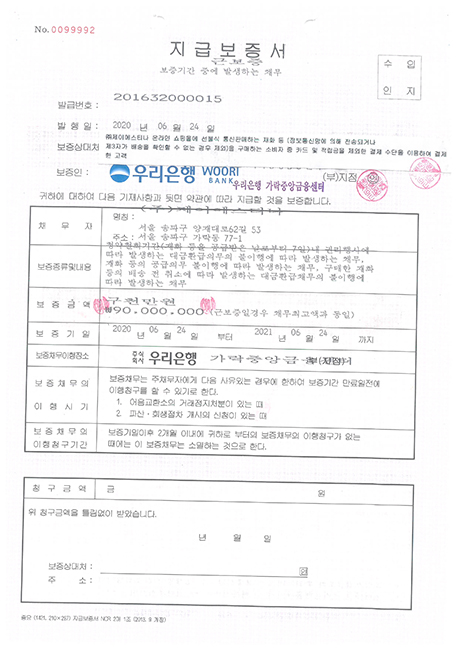 No.0099992
지급보증서
근보증
보증기간 중에 발생하는 채무
수 입
인 지
발급번호 : 201632000015
발 행 일 : 2020 년 06 월 24 일
보증상대처 ㈜제이에스티나 온라인 쇼핑몰에 선불식 통신판매하는 재화 등 (정보통신망에 의해 전송되거나
제3자가 배송을 확인할 수 없는 경우 제외)을 구매하는 소비자 중 카드 및 적립금을 제외한 결제 수단을 이용하여 결제한 고객
보증인 : 우리은행 WOORI BANK 우리은행 가락중앙금융센터 (부)지점
귀하에 대하여 다음 기재사항과 뒷면 약관에 따라 지급할 것을 보증합니다.
채 무 자
명칭 : (주)제이에스티나
서울 송파구 양재대로62길 53
주소 : 서울 송파구 가락동 77-1
보증종류및내용
청약철회기간(재화 등을 공급받은 날로부터 7일)내 권리행사에
따라 발생하는 대금환급의무의 불이행에 따라 발생하는 채무,
재화 등의 공급의무 불이행에 따라 발생하는 채무, 구매한 재화
등의 배송 전 취소에 따라 발생하는 대금환급채무의 불이행에
따라 발생하는 채무
보 증 금 액
구천만원
₩90,000,000.(근보증일경우 채무최고액과 동일)
보 증 기 일
2020 년 06 월 24 일 부터 2021 년 06 월 24 일 까지
보증채무이행장소 주식회사 우리은행 가락중앙금융센터 (부)지점
보증채무의
이행시기
보증채무는 주채무자에게 다음 사유있는 경우에 한하여 보증기간 만료일전에
이행청구를 할 수 있기로 한다.
1. 어음교환소의 거래정지처분이 있는 때
2. 파산·회생절차 개시의 신청이 있는 때
보증채무의
이행청구기간
보증기일이후 2개월 이내에 귀하로 부터의 보증채무의 이행청구가 없는
때에는 이 보증채무는 소멸하는 것으로 한다.
청 구 금 액 금 원
위 청구금액을 틀림없이 받았습니다.
년 월 일
보증상대처 : 인
주 소 :